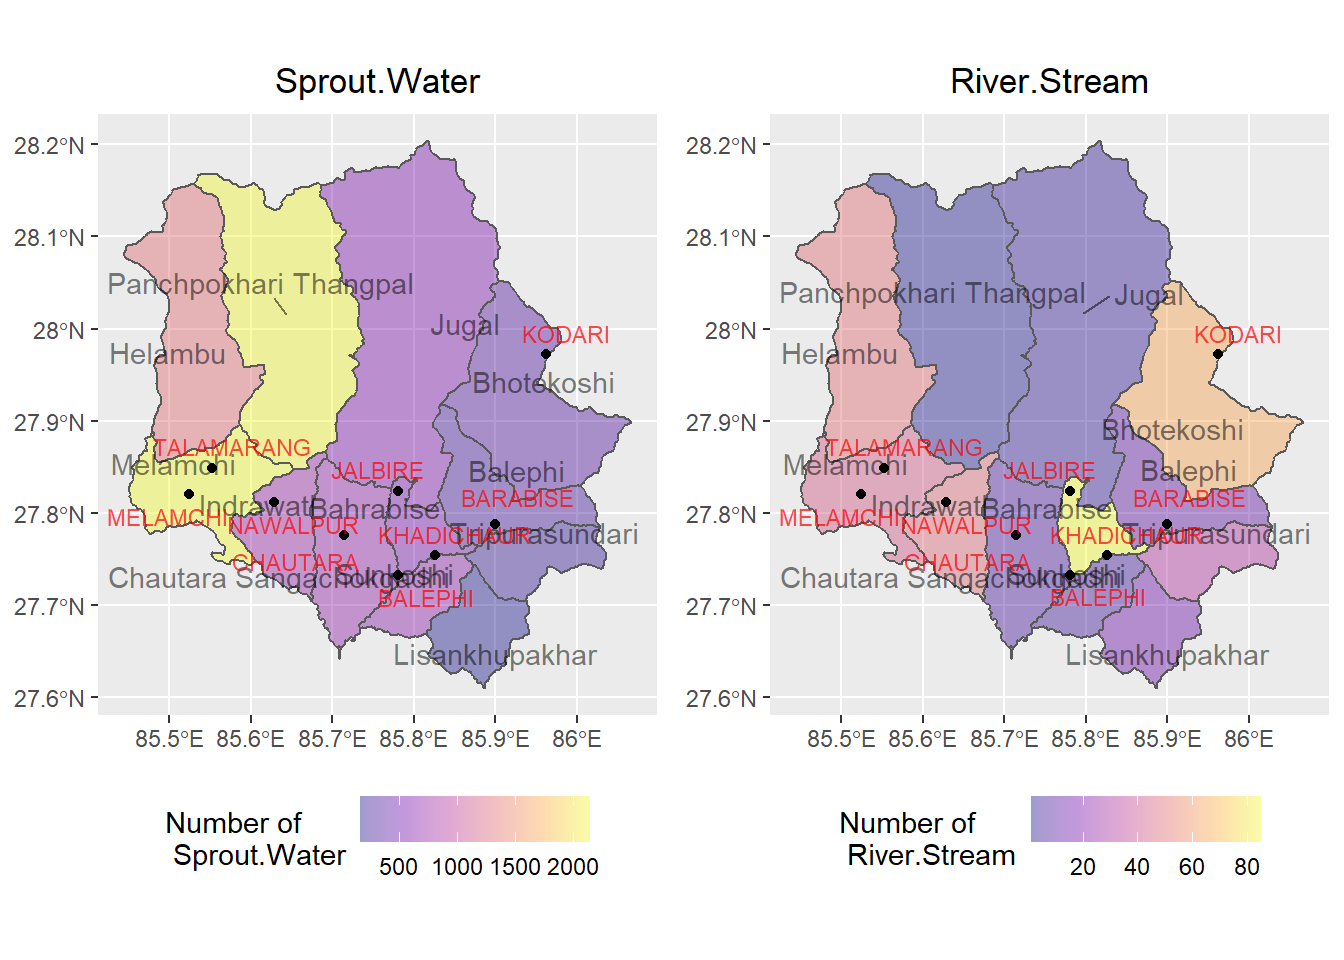 Sprout.Water
28.2°N
28.1°N
28°N
27.9°N
27.8°N
27.7°N
27.6°N
Panchpokhari Thangpal
Jugal
KODARI
Helambu
Bhotekoshi
TALAMARANG
Melamchi
JALBIRE
Balephi
Indrawati
Bahrabise
BARABISE
MELAMCHI
NAWALPUR
KHADICHAUR
Tripurasundari
CHAUTARA
Chautara Sangachokgadhi
Sunkoshi
BALEPHI
Lisankhupakhar
85.5°E 85.6°E 85.7°E 85.8°E 85.9°E 86°E
Number of
Sprout.Water
500 1000 1500 2000
River.Stream
28.2°N
28.1°N
28°N
27.9°N
27.8°N
27.7°N
27.6°N
Panchpokhari Thangpal
Jugal
KODARI
Helambu
Bhotekoshi
TALAMARANG
Melamchi
JALBIRE
Balephi
Indrawati
Bahrabise
BARABISE
MELAMCHI
NAWALPUR
KHADICHAUR
Tripurasundari
CHAUTARA
Chautara Sangachokgadhi
Sunkoshi
BALEPHI
Lisankhupakhar
85.5°E 85.6°E 85.7°E 85.8°E 85.9°E 86°E
Number of
River.Stream
20 40 60 80